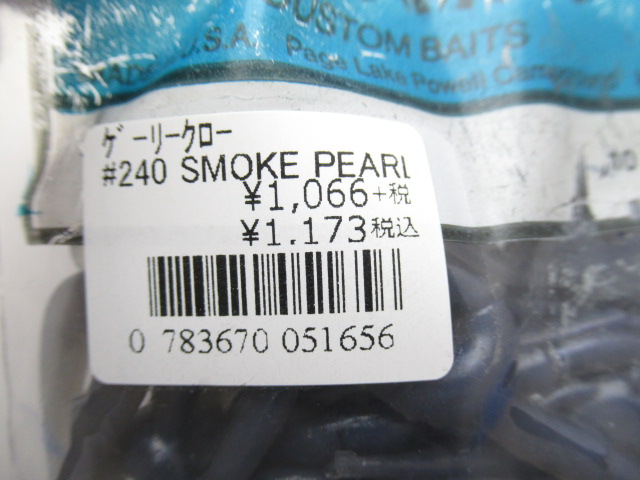 CUSTOM BAITS
U.S.A. Page (Lake Powell)
ｹﾞｰﾘｰｸﾛｰ
#240 SMOKE PEARL
¥1,066+税
¥1,173税込
0 783670 051656